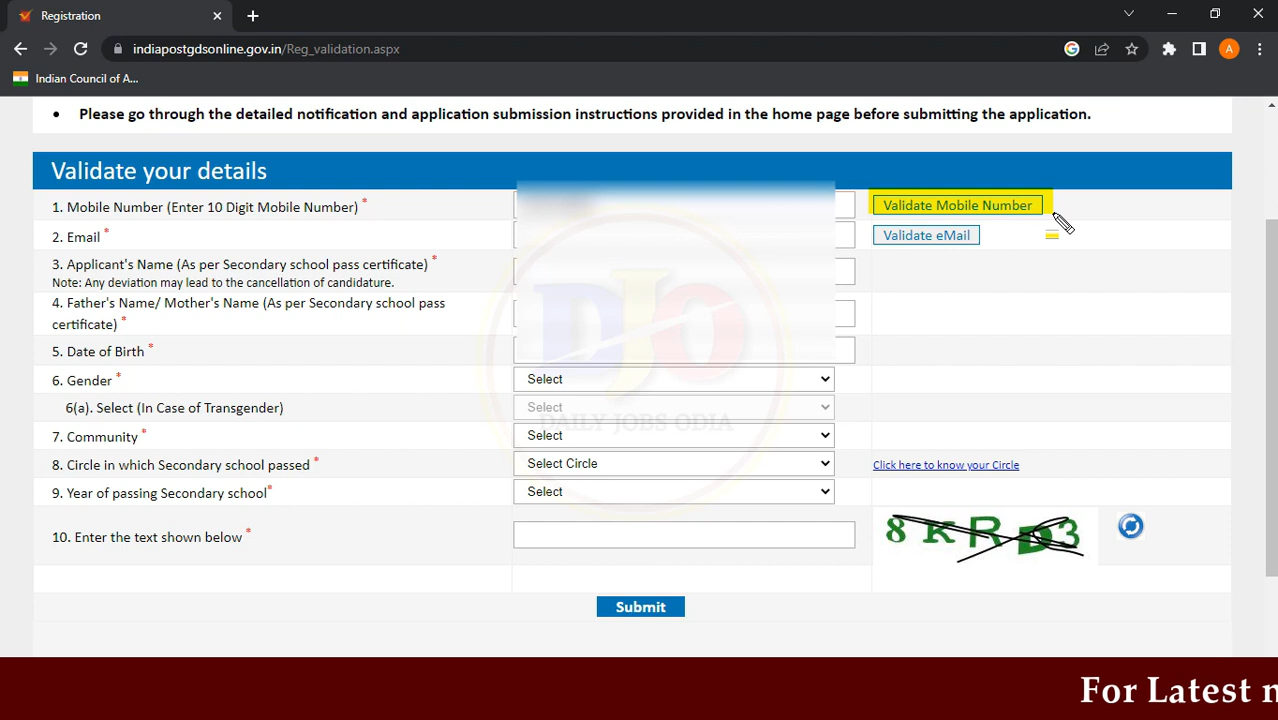 Registration
indiapostgdsonline.gov.in/Reg_validation.aspx
A
Indian Council of A...
• Please go through the detailed notification and application submission instructions provided in the home page before submitting the application.
Validate your details
1. Mobile Number (Enter 10 Digit Mobile Number) *
Validate Mobile Number
2. Email *
Validate eMail
3. Applicant's Name (As per Secondary school pass certificate) *
Note: Any deviation may lead to the cancellation of candidature.
4. Father's Name/ Mother's Name (As per Secondary school pass
certificate) *
5. Date of Birth *
6. Gender * Select
6(a). Select (In Case of Transgender) Select
DJO
DAILY JOBS ODIA
7. Community * Select
8. Circle in which Secondary school passed * Select Circle Click here to know your Circle
9. Year of passing Secondary school* Select
10. Enter the text shown below *
8 K R D 3
Submit
For Latest